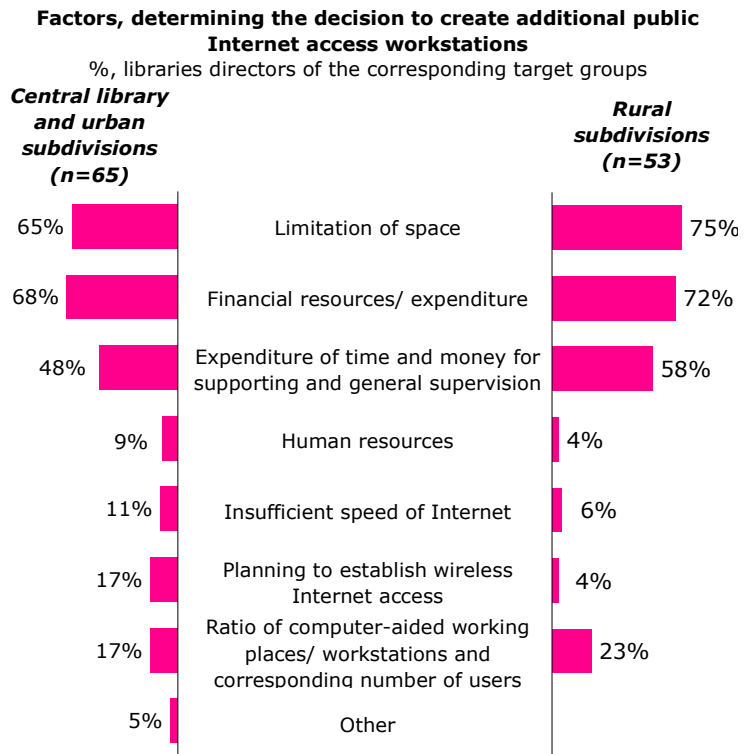 Factors, determining the decision to create additional public
Internet access workstations
%, libraries directors of the corresponding target groups
Central library
and urban
subdivisions
(n=65)
Rural
subdivisions
(n=53)
65%
Limitation of space
75%
68%
Financial resources/ expenditure
72%
48%
Expenditure of time and money for
supporting and general supervision
58%
9%
Human resources
4%
11%
Insufficient speed of Internet
6%
17%
Planning to establish wireless
Internet access
4%
17%
Ratio of computer-aided working
places/ workstations and
corresponding number of users
23%
5%
Other